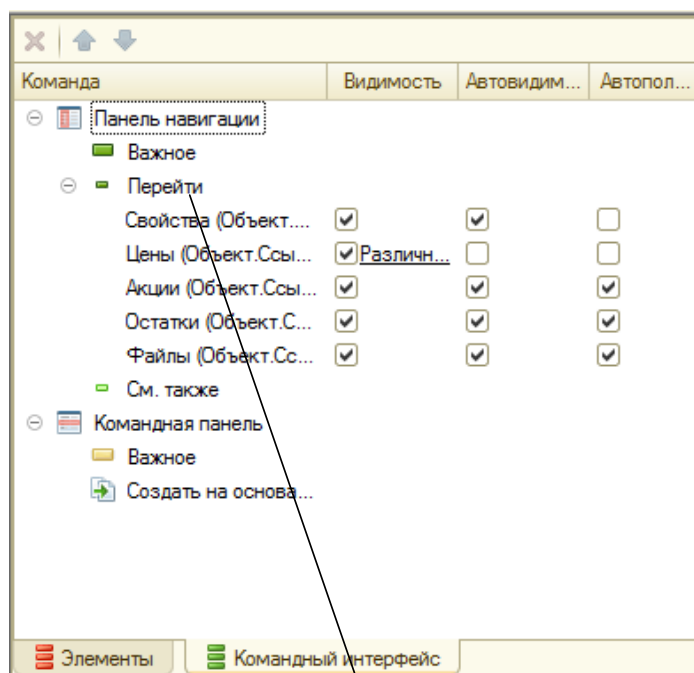 Команда Видимость Автовидим... Автопол...
Панель навигации
Важное
Перейти
Свойства (Объект....
Цены (Объект.Ссы... Различн...
Акции (Объект.Ссы...
Остатки (Объект.С...
Файлы (Объект.Сс...
См. также
Командная панель
Важное
Создать на основа...
Элементы Командный интерфейс